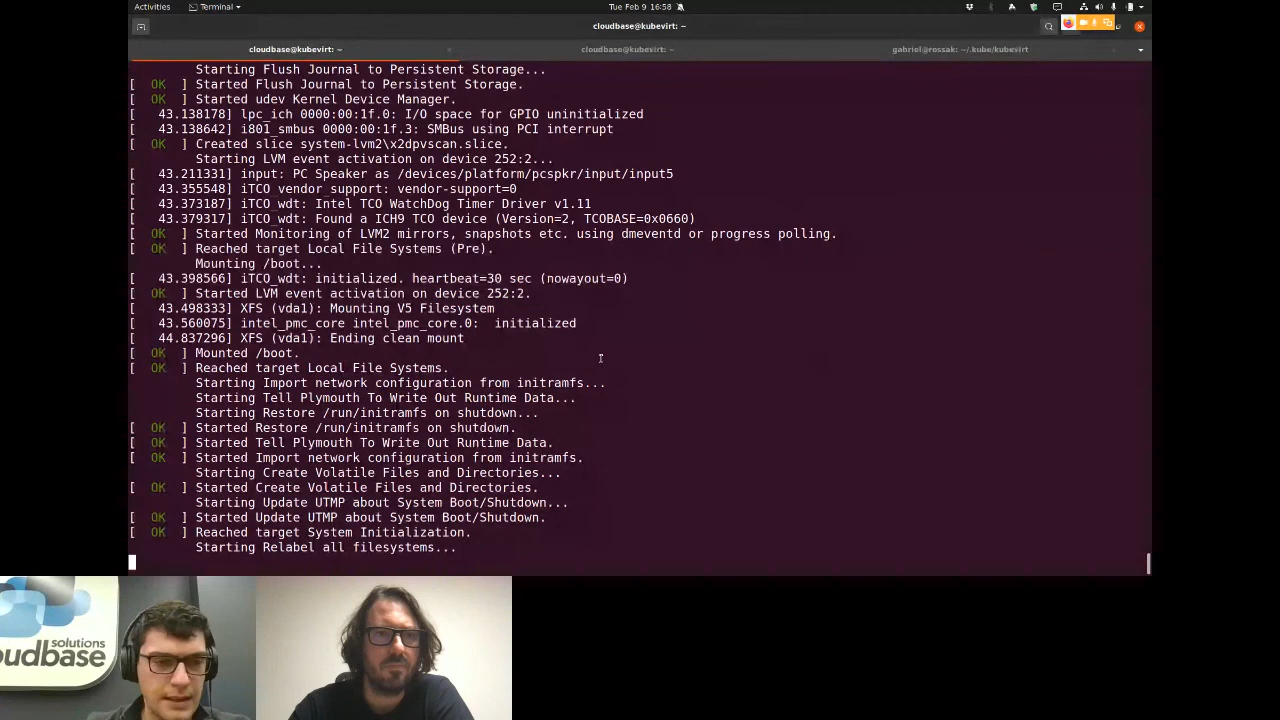 Activities
Terminal
Tue Feb 9 16:58
cloudbase@kubevirt: ~
cloudbase@kubevirt: ~
cloudbase@kubevirt: ~
gabriel@rossak: ~/.kube/kubevirt
Starting Flush Journal to Persistent Storage...
[ OK ] Started Flush Journal to Persistent Storage.
[ OK ] Started udev Kernel Device Manager.
[ 43.138178] lpc_ich 0000:00:1f.0: I/O space for GPIO uninitialized
[ 43.138642] i801_smbus 0000:00:1f.3: SMBus using PCI interrupt
[ OK ] Created slice system-lvm2\x2dpvscan.slice.
Starting LVM event activation on device 252:2...
[ 43.211331] input: PC Speaker as /devices/platform/pcspkr/input/input5
[ 43.355548] iTCO_vendor_support: vendor-support=0
[ 43.373187] iTCO_wdt: Intel TCO WatchDog Timer Driver v1.11
[ 43.379317] iTCO_wdt: Found a ICH9 TCO device (Version=2, TCOBASE=0x0660)
[ OK ] Started Monitoring of LVM2 mirrors, snapshots etc. using dmeventd or progress polling.
[ OK ] Reached target Local File Systems (Pre).
Mounting /boot...
[ 43.398566] iTCO_wdt: initialized. heartbeat=30 sec (nowayout=0)
[ OK ] Started LVM event activation on device 252:2.
[ 43.498333] XFS (vda1): Mounting V5 Filesystem
[ 43.560075] intel_pmc_core intel_pmc_core.0:  initialized
[ 44.837296] XFS (vda1): Ending clean mount
[ OK ] Mounted /boot.
[ OK ] Reached target Local File Systems.
Starting Import network configuration from initramfs...
Starting Tell Plymouth To Write Out Runtime Data...
Starting Restore /run/initramfs on shutdown...
[ OK ] Started Restore /run/initramfs on shutdown.
[ OK ] Started Tell Plymouth To Write Out Runtime Data.
[ OK ] Started Import network configuration from initramfs.
Starting Create Volatile Files and Directories...
[ OK ] Started Create Volatile Files and Directories.
Starting Update UTMP about System Boot/Shutdown...
[ OK ] Started Update UTMP about System Boot/Shutdown.
[ OK ] Reached target System Initialization.
Starting Relabel all filesystems...
solutions
oudbase